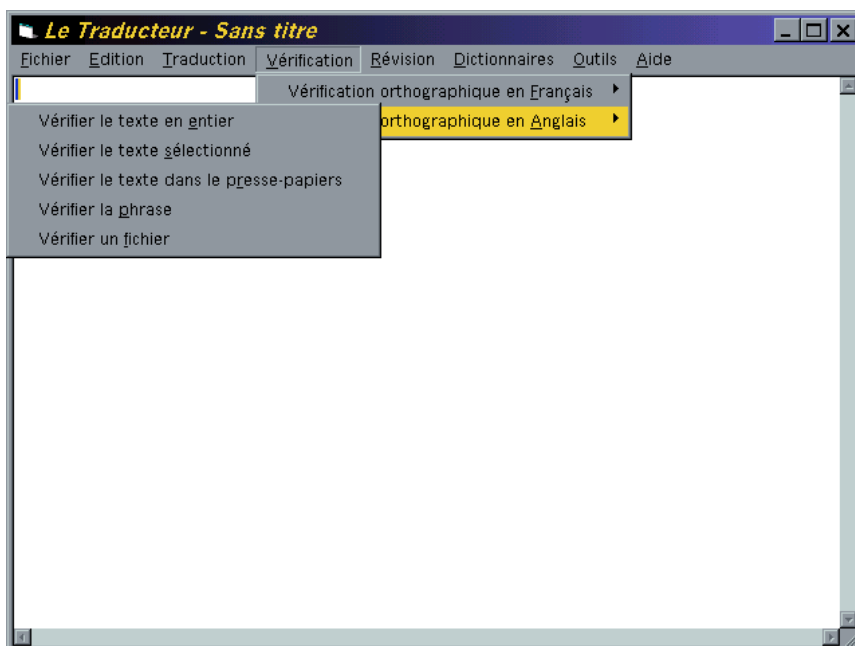 Le Traducteur - Sans titre
Fichier Edition Traduction Vérification Révision Dictionnaires Outils Aide
Vérification orthographique en Français
orthographique en Anglais
Vérifier le texte en entier
Vérifier le texte sélectionné
Vérifier le texte dans le presse-papiers
Vérifier la phrase
Vérifier un fichier